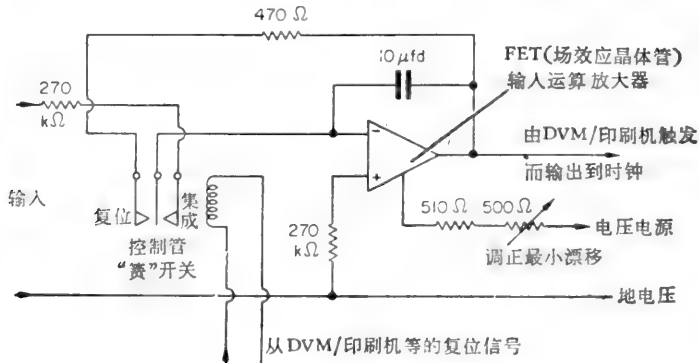 470 Ω
10 μfd
FET(场效应晶体管)
输入运算放大器
270
kΩ
由DVM/印刷机触发
而输出到时钟
输入
复位
集成
控制管
“簧”开关
270
kΩ
510 Ω
500Ω
电压电源
调正最小漂移
地电压
从DVM/印刷机等的复位信号
−
+